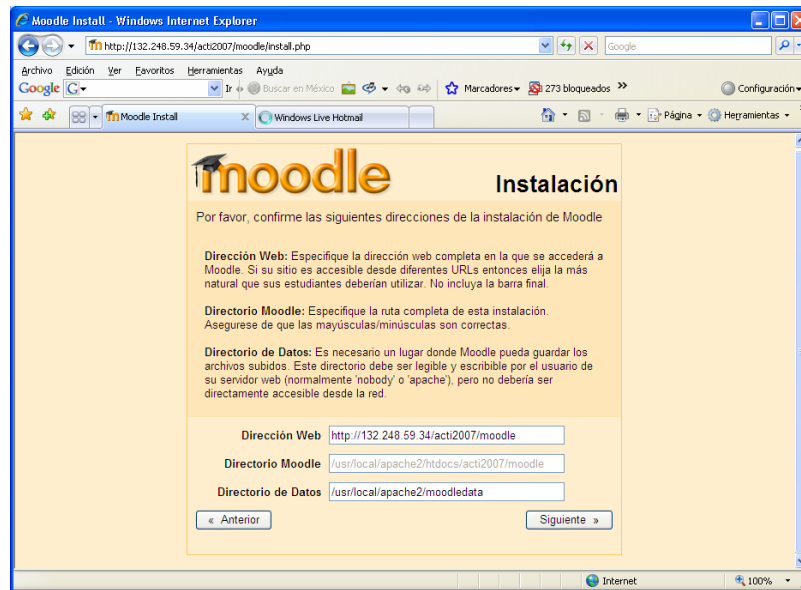 Moodle Install - Windows Internet Explorer
http://132.248.59.34/acti2007/moodle/install.php
Google
Archivo Edición Ver Favoritos Herramientas Ayuda
Google G Ir Buscar en México Marcadores 273 bloqueados » Configuración
Moodle Install X Windows Live Hotmail Página Herramientas
moodle
Instalación
Por favor, confirme las siguientes direcciones de la instalación de Moodle
Dirección Web: Especifique la dirección web completa en la que se accederá a
Moodle. Si su sitio es accesible desde diferentes URLs entonces elija la más
natural que sus estudiantes deberían utilizar. No incluya la barra final.
Directorio Moodle: Especifique la ruta completa de esta instalación.
Asegurese de que las mayúsculas/minúsculas son correctas.
Directorio de Datos: Es necesario un lugar donde Moodle pueda guardar los
archivos subidos. Este directorio debe ser legible y escribible por el usuario de
su servidor web (normalmente 'nobody' o 'apache'), pero no debería ser
directamente accesible desde la red.
Dirección Web http://132.248.59.34/acti2007/moodle
Directorio Moodle /usr/local/apache2/htdocs/acti2007/moodle
Directorio de Datos /usr/local/apache2/moodledata
« Anterior Siguiente »
Internet 100%